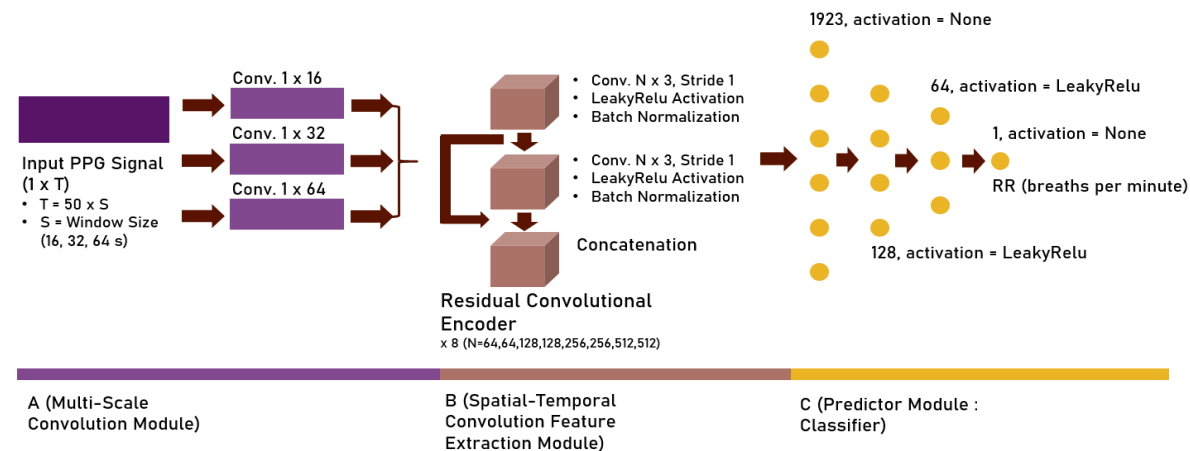 1923, activation = None
Conv. 1 x 16
Conv. 1 x 32
Conv. 1 x 64
Input PPG Signal
(1 x T)
• T = 50 x S
• S = Window Size
(16, 32, 64 s)
• Conv. N x 3, Stride 1
• LeakyRelu Activation
• Batch Normalization
• Conv. N x 3, Stride 1
• LeakyRelu Activation
• Batch Normalization
Concatenation
Residual Convolutional
Encoder
x 8 (N=64,64,128,128,256,256,512,512)
64, activation = LeakyRelu
1, activation = None
RR (breaths per minute)
128, activation = LeakyRelu
A (Multi-Scale
Convolution Module)
B (Spatial-Temporal
Convolution Feature
Extraction Module)
C (Predictor Module :
Classifier)